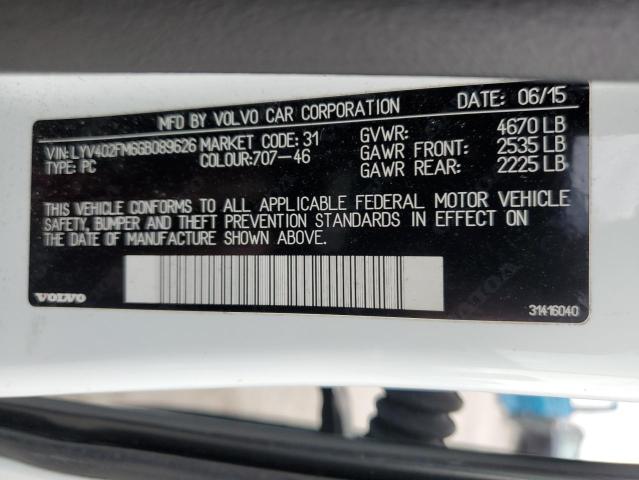 MFD BY VOLVO CAR CORPORATION DATE: 06/15
VIN: LYV402FM6GB089626 MARKET CODE: 31 GVWR: 4670 LB
TYPE: PC COLOUR: 707-46 GAWR FRONT: 2535 LB
GAWR REAR: 2225 LB
THIS VEHICLE CONFORMS TO ALL APPLICABLE FEDERAL MOTOR VEHICLE
SAFETY, BUMPER AND THEFT PREVENTION STANDARDS IN EFFECT ON
THE DATE OF MANUFACTURE SHOWN ABOVE.
VOLVO 31416040